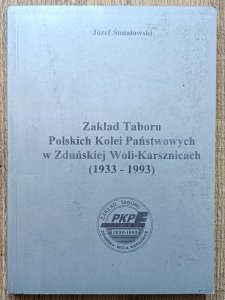 Józef Śmiałowski
Zakład Taboru
Polskich Kolei Państwowych
w Zduńskiej Woli-Karsznicach
(1933 - 1993)
ZAKŁAD TABORU
PKP
1933-1993
ZDUŃSKA WOLA KARSZNICE